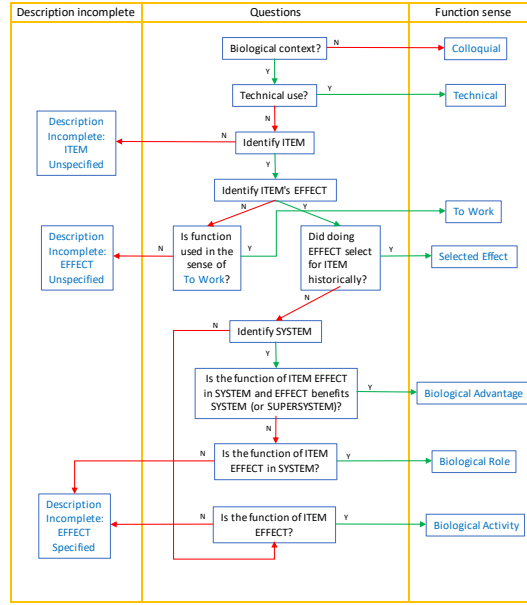 Description incomplete
Questions
Function sense
Biological context?
N
Colloquial
Y
Technical use?
Y
Technical
N
Description
Incomplete:
ITEM
Unspecified
N
Identify ITEM
Y
Identify ITEM's EFFECT
N
Y
To Work
Description
Incomplete:
EFFECT
Unspecified
N
Is function
used in the
sense of
To Work?
Y
Did doing
EFFECT select
for ITEM
historically?
Y
Selected Effect
N
N
Identify SYSTEM
Y
Is the function of ITEM EFFECT
in SYSTEM and EFFECT benefits
SYSTEM (or SUPERSYSTEM)?
Y
Biological Advantage
N
N
Is the function of ITEM
EFFECT in SYSTEM?
Y
Biological Role
Description
Incomplete:
EFFECT
Specified
N
Is the function of ITEM
EFFECT?
Y
Biological Activity